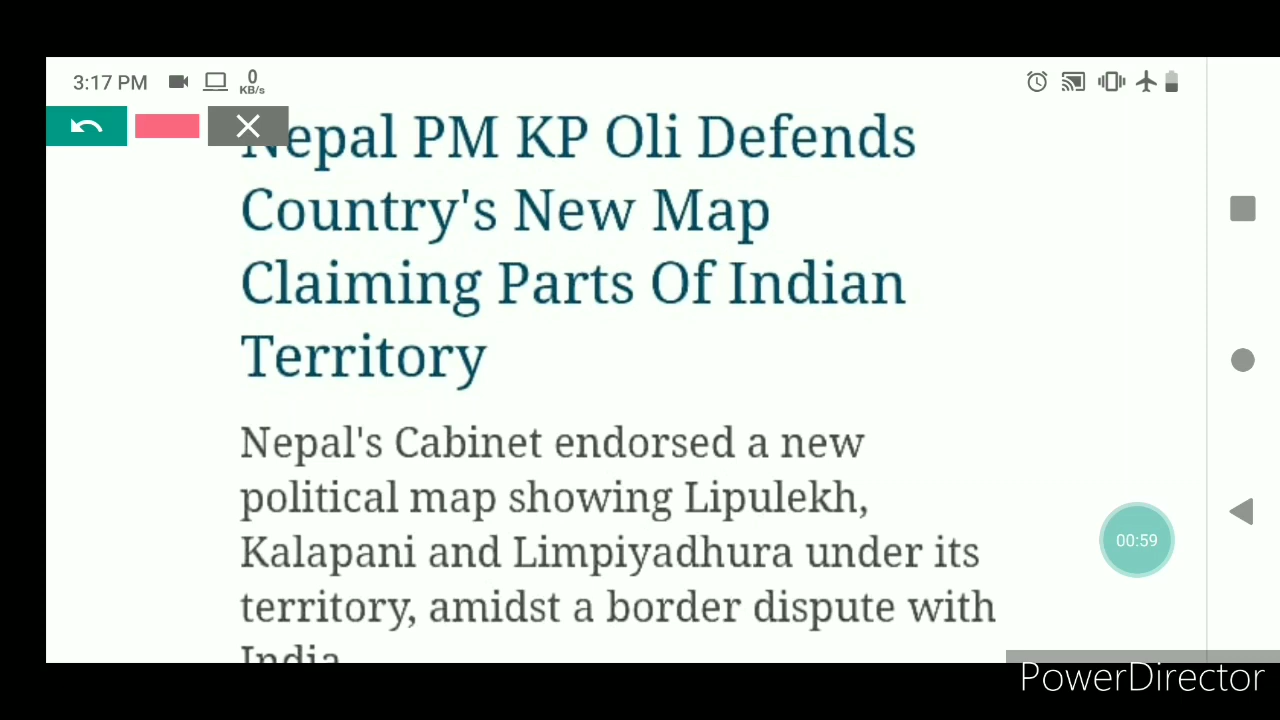 3:17 PM
0
KB/s
Nepal PM KP Oli Defends
Country's New Map
Claiming Parts Of Indian
Territory
Nepal's Cabinet endorsed a new
political map showing Lipulekh,
Kalapani and Limpiyadhura under its
territory, amidst a border dispute with
India
00:59
PowerDirector